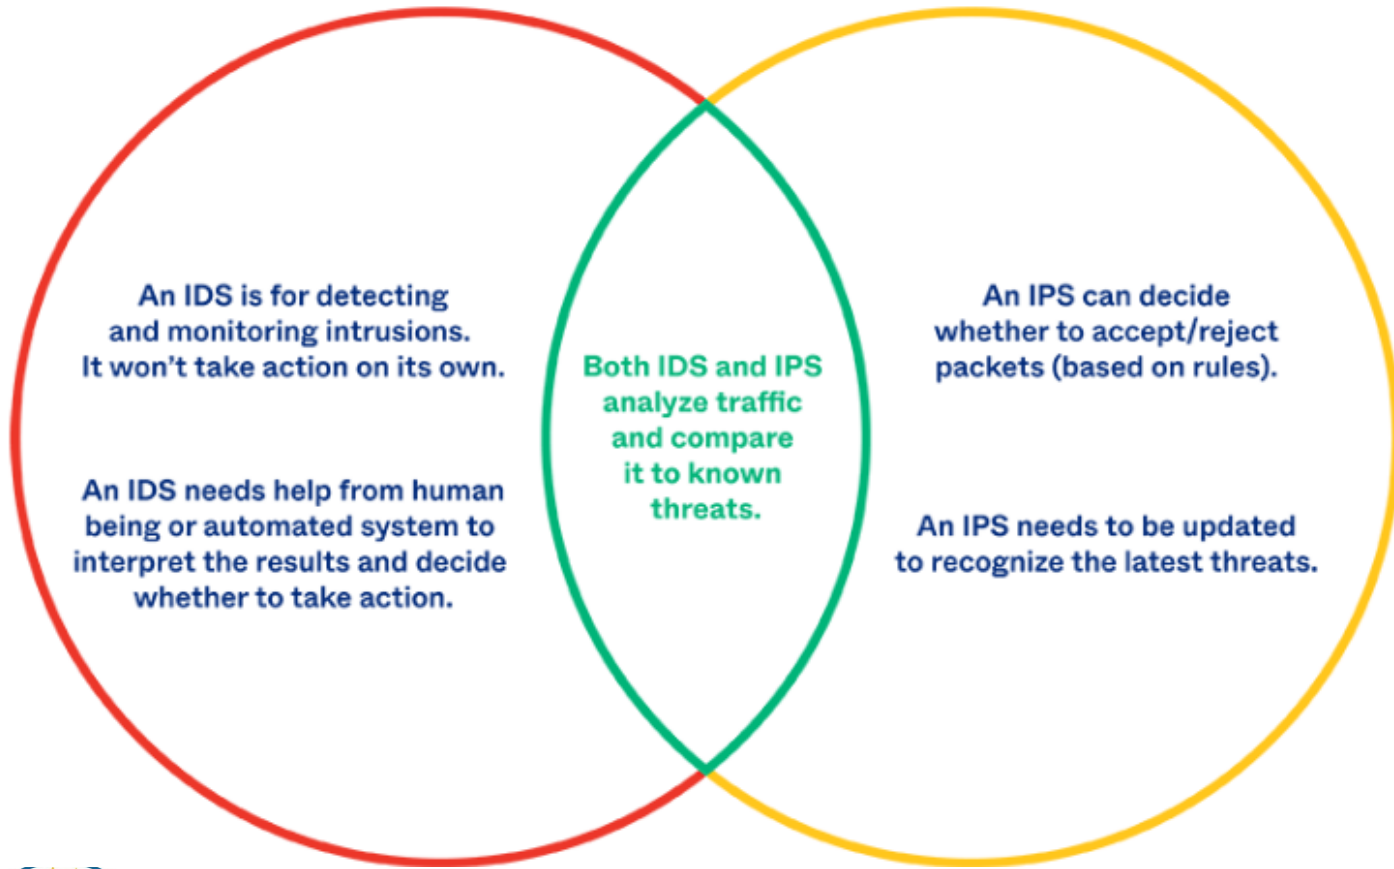 An IDS is for detecting
and monitoring intrusions.
It won't take action on its own.
An IDS needs help from human
being or automated system to
interpret the results and decide
whether to take action.
Both IDS and IPS
analyze traffic
and compare
it to known
threats.
An IPS can decide
whether to accept/reject
packets (based on rules).
An IPS needs to be updated
to recognize the latest threats.